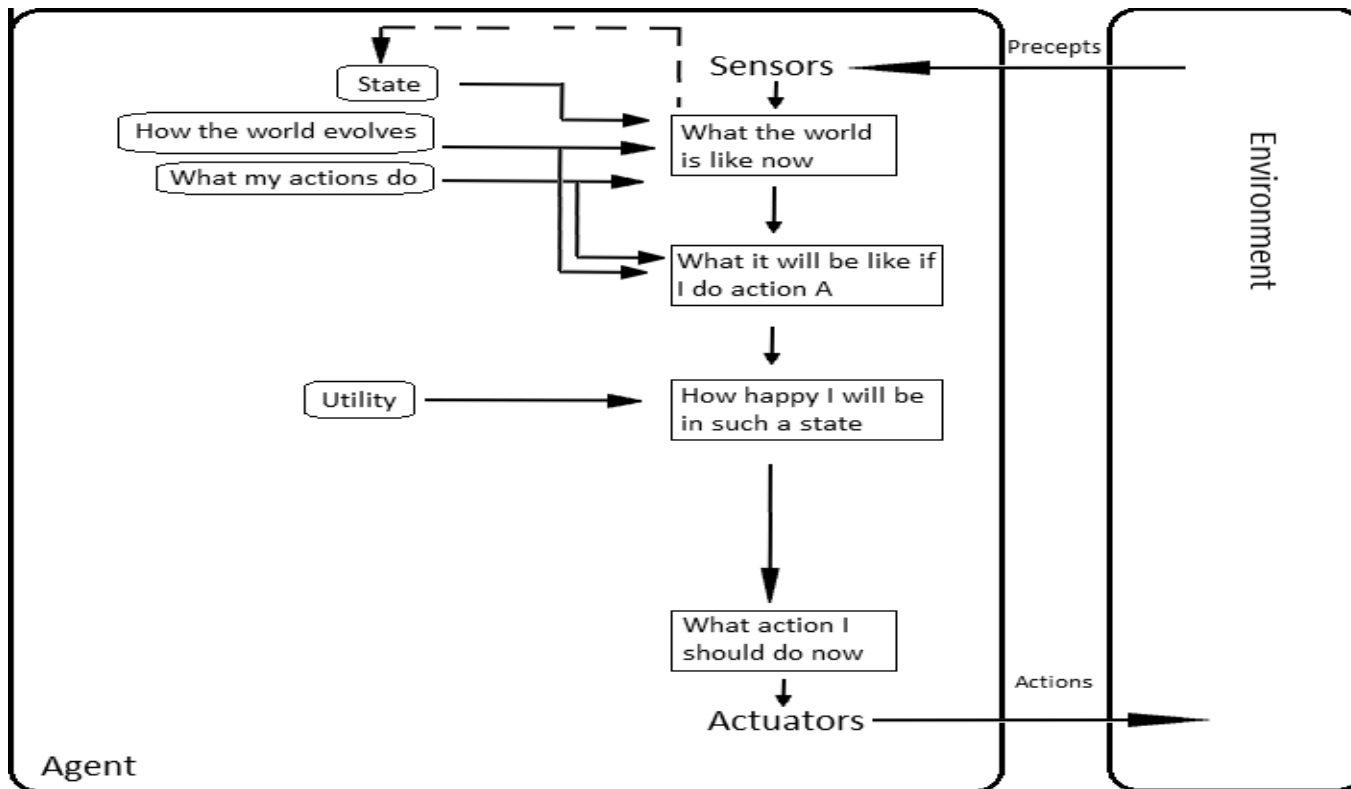 Precepts
Sensors
State
How the world evolves
What the world
is like now
What my actions do
Environment
What it will be like if
I do action A
Utility
How happy I will be
in such a state
What action I
should do now
Actions
Actuators
Agent